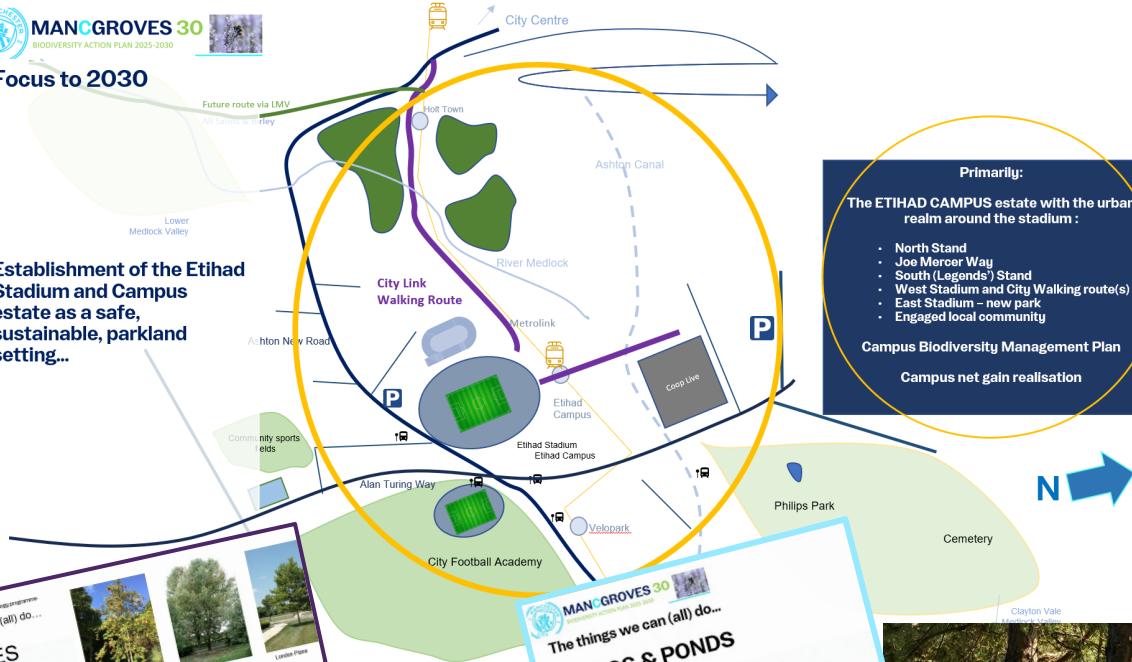 MANCGROVES 30
BIODIVERSITY ACTION PLAN 2025-2030
Focus to 2030
City Centre
Future route via LMV
All Saints &
Holt Town
Ashton Canal
Lower
Medlock Valley
Establishment of the Etihad
Stadium and Campus
estate as a safe,
sustainable, parkland
setting...
River Medlock
City Link
Walking Route
Metrolink
Ashton New Road
P
P
Coop Live
Etihad
Campus
Etihad Stadium
Etihad Campus
Community sports
fields
Alan Turing Way
Velopark
City Football Academy
Philips Park
Cemetery
Clayton Vale
Medlock Valley
N
Primarily:
The ETIHAD CAMPUS estate with the urban
realm around the stadium :
• North Stand
• Joe Mercer Way
• South (Legends') Stand
• West Stadium and City Walking route(s)
• East Stadium – new park
• Engaged local community
Campus Biodiversity Management Plan
Campus net gain realisation
(all) do...
ES
London Plane
MANCGROVES 30
BIODIVERSITY ACTION PLAN 2025-2030
The things we can (all) do...
& PONDS